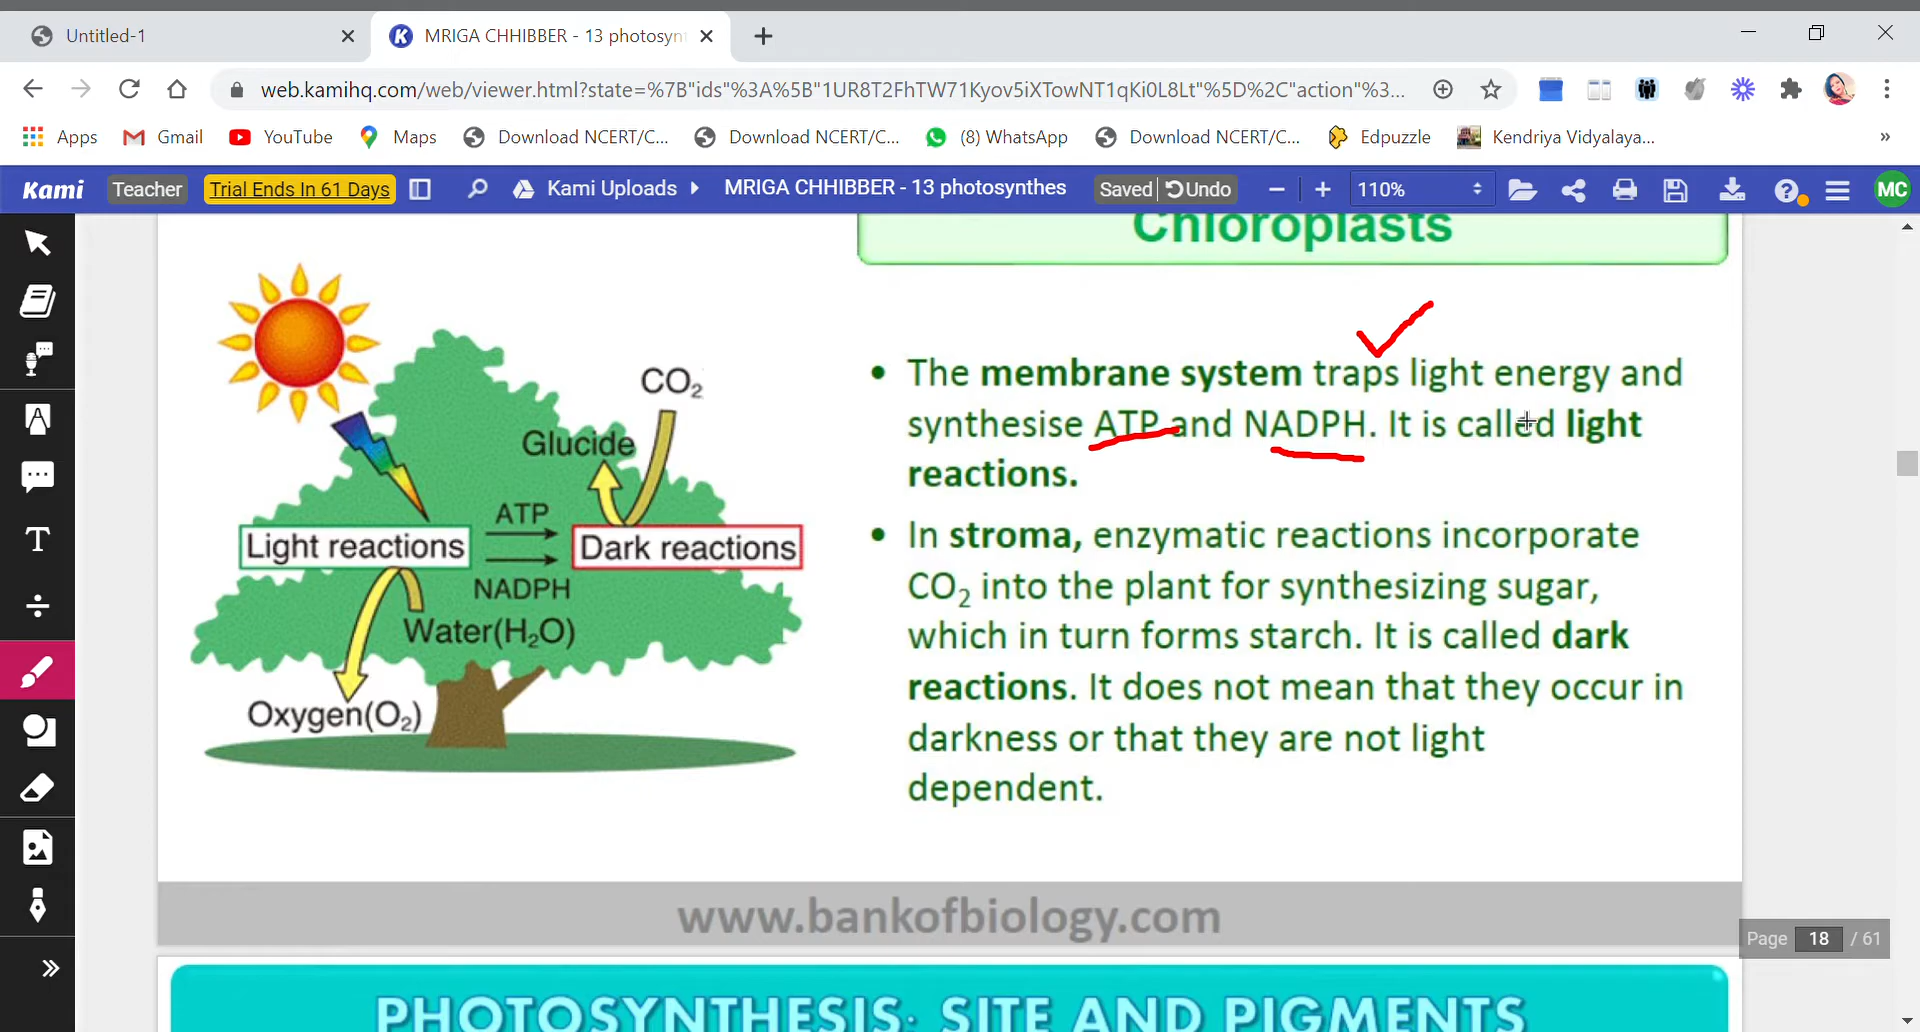 Untitled-1
MRIGA CHHIBBER - 13 photosyn
web.kamihq.com/web/viewer.html?state=%7B"ids"%3A%5B"1UR8T2FhTW71Kyov5iXTowNT1qKi0L8Lt"%5D%2C"action"%3...
Apps Gmail YouTube Maps Download NCERT/C... Download NCERT/C... (8) WhatsApp Download NCERT/C... Edpuzzle Kendriya Vidyalaya... »
Kami Teacher Trial Ends In 61 Days Kami Uploads MRIGA CHHIBBER - 13 photosynthes Saved Undo 110% MC
Chloroplasts
• The membrane system traps light energy and
synthesise ATP and NADPH. It is called light
reactions.
• In stroma, enzymatic reactions incorporate
CO₂ into the plant for synthesizing sugar,
which in turn forms starch. It is called dark
reactions. It does not mean that they occur in
darkness or that they are not light
dependent.
CO₂
Glucide
ATP
Light reactions
Dark reactions
NADPH
Water(H₂O)
Oxygen(O₂)
www.bankofbiology.com
Page 18 / 61
PHOTOSYNTHESIS: SITE AND PIGMENTS